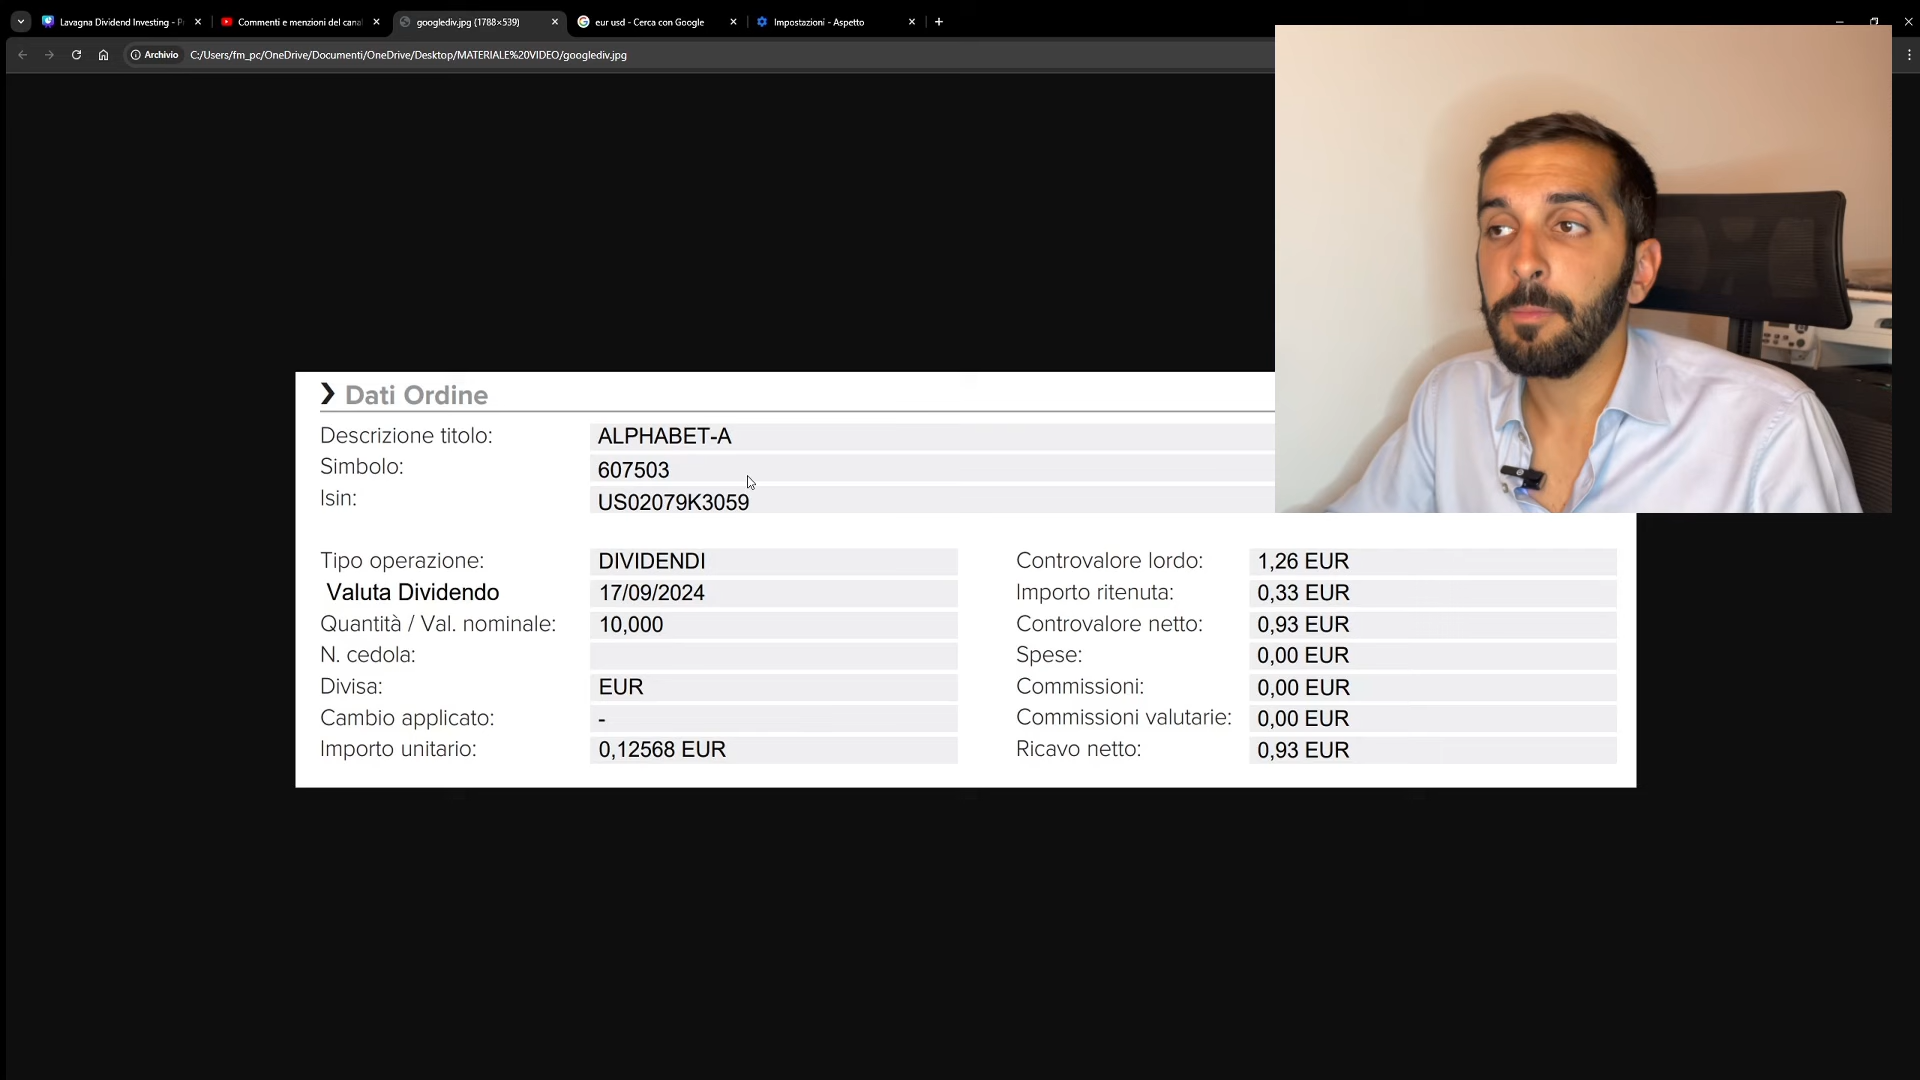 Lavagna Dividend Investing - Pr
Commenti e menzioni del cana
googlediv.jpg (1788×539)
eur usd - Cerca con Google
Impostazioni - Aspetto
Archivio
C:/Users/fm_pc/OneDrive/Documenti/OneDrive/Desktop/MATERIALE%20VIDEO/googlediv.jpg
Dati Ordine
Descrizione titolo: ALPHABET-A
Simbolo: 607503
Isin: US02079K3059
Tipo operazione: DIVIDENDI Controvalore lordo: 1,26 EUR
Valuta Dividendo 17/09/2024 Importo ritenuta: 0,33 EUR
Quantità / Val. nominale: 10,000 Controvalore netto: 0,93 EUR
N. cedola: Spese: 0,00 EUR
Divisa: EUR Commissioni: 0,00 EUR
Cambio applicato: - Commissioni valutarie: 0,00 EUR
Importo unitario: 0,12568 EUR Ricavo netto: 0,93 EUR